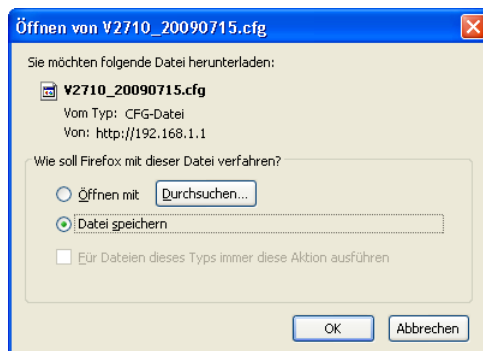 Öffnen von V2710_20090715.cfg
Sie möchten folgende Datei herunterladen:
V2710_20090715.cfg
Vom Typ: CFG-Datei
Von: http://192.168.1.1
Wie soll Firefox mit dieser Datei verfahren?
Öffnen mit Durchsuchen...
Datei speichern
Für Dateien dieses Typs immer diese Aktion ausführen
OK Abbrechen